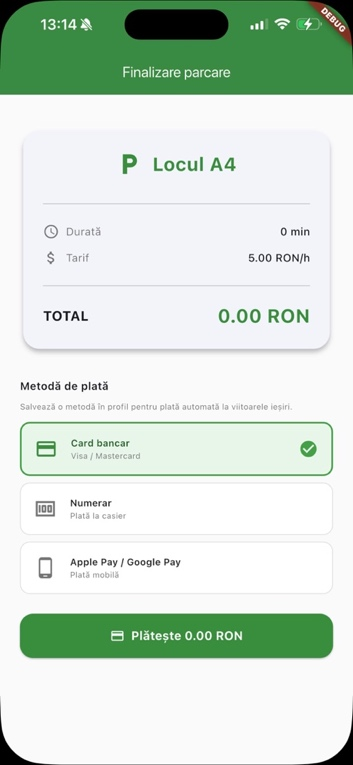 13:14
DEBUG
Finalizare parcare
P Locul A4
Durată 0 min
$ Tarif 5.00 RON/h
TOTAL 0.00 RON
Metodă de plată
Salvează o metodă în profil pentru plată automată la viitoarele ieșiri.
Card bancar
Visa / Mastercard
100 Numerar
Plată la casier
Apple Pay / Google Pay
Plată mobilă
Plătește 0.00 RON